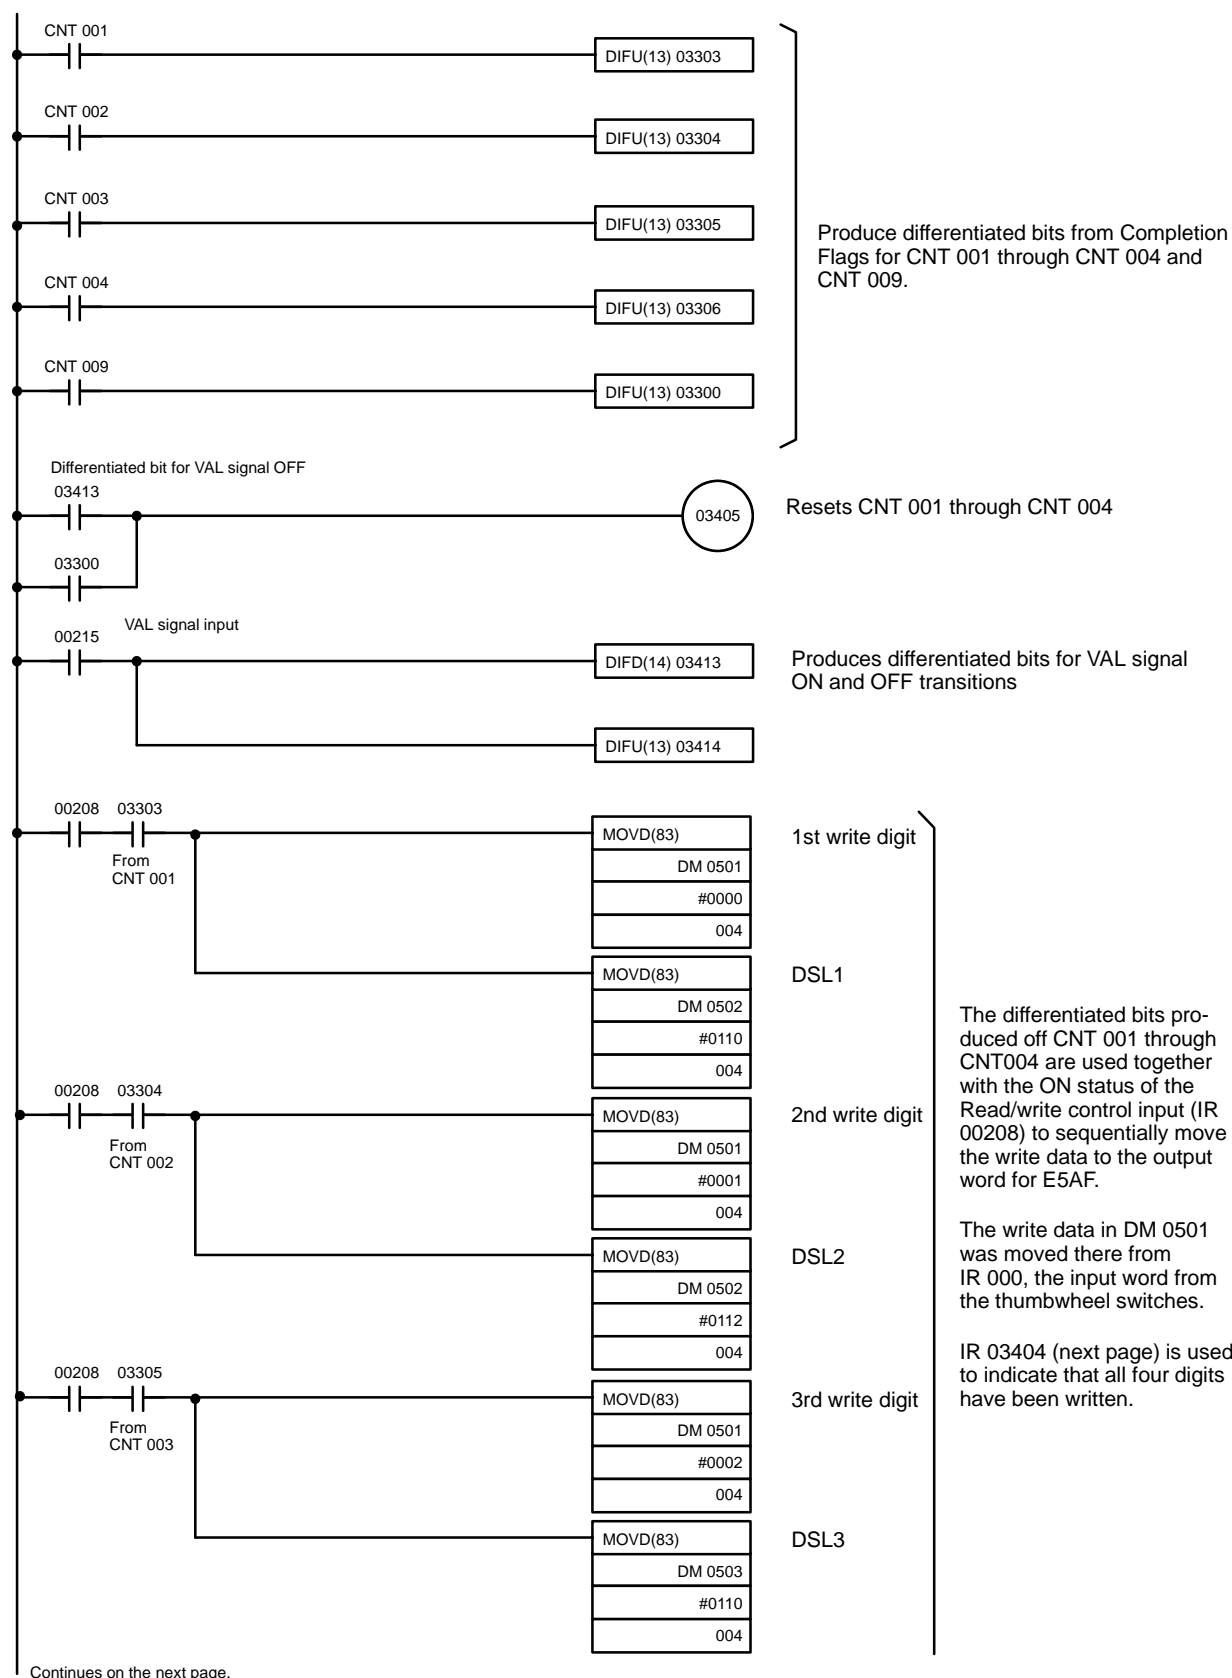 CNT 001
DIFU(13) 03303
CNT 002
DIFU(13) 03304
CNT 003
DIFU(13) 03305
CNT 004
DIFU(13) 03306
CNT 009
DIFU(13) 03300
Produce differentiated bits from Completion
Flags for CNT 001 through CNT 004 and
CNT 009.
Differentiated bit for VAL signal OFF
03413
03405
Resets CNT 001 through CNT 004
03300
VAL signal input
00215
DIFD(14) 03413
Produces differentiated bits for VAL signal
ON and OFF transitions
DIFU(13) 03414
00208 03303
From
CNT 001
MOVD(83)
DM 0501
#0000
004
1st write digit
MOVD(83)
DM 0502
#0110
004
DSL1
00208 03304
From
CNT 002
MOVD(83)
DM 0501
#0001
004
2nd write digit
MOVD(83)
DM 0502
#0112
004
DSL2
00208 03305
From
CNT 003
MOVD(83)
DM 0501
#0002
004
3rd write digit
MOVD(83)
DM 0503
#0110
004
DSL3
The differentiated bits pro-
duced off CNT 001 through
CNT004 are used together
with the ON status of the
Read/write control input (IR
00208) to sequentially move
the write data to the output
word for E5AF.
The write data in DM 0501
was moved there from
IR 000, the input word from
the thumbwheel switches.
IR 03404 (next page) is used
to indicate that all four digits
have been written.
Continues on the next page.